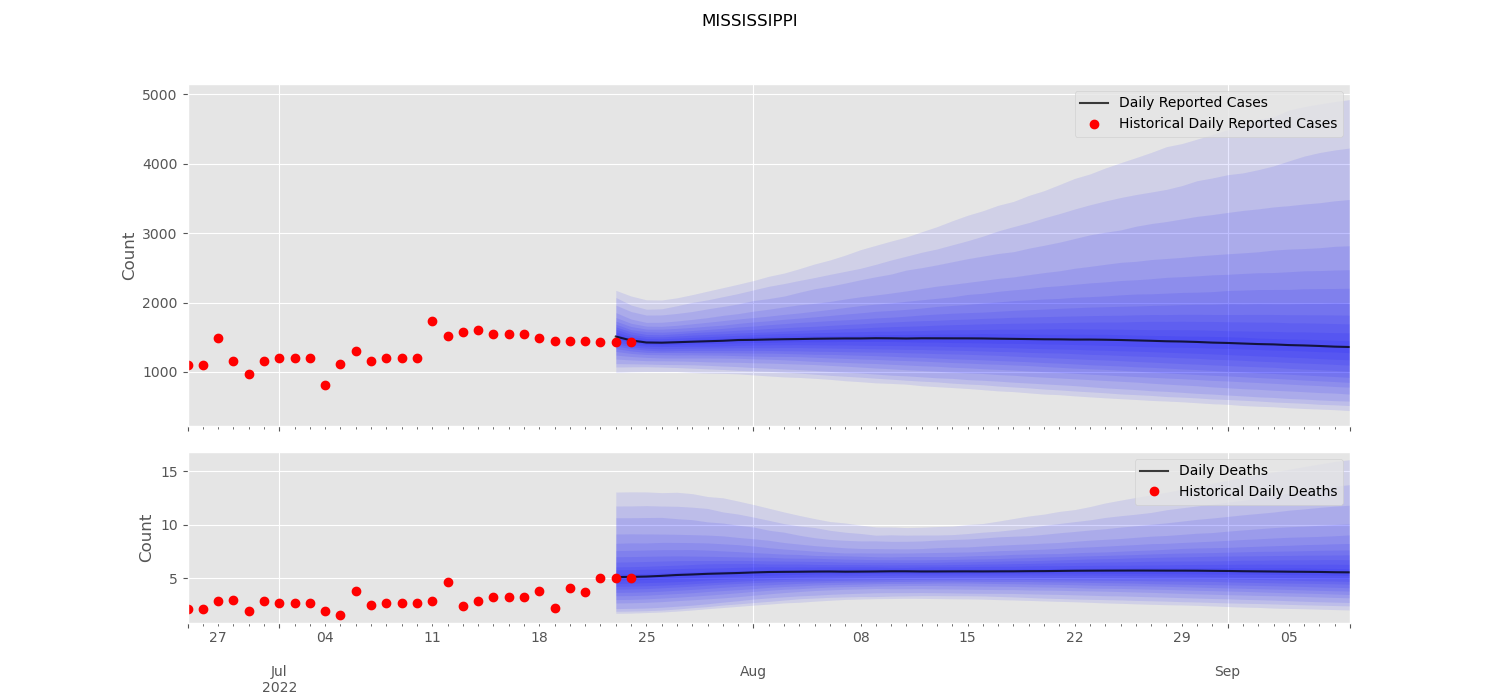 MISSISSIPPI
5000
4000
3000
2000
1000
Count
Daily Reported Cases
Historical Daily Reported Cases
15
10
5
Count
Daily Deaths
Historical Daily Deaths
27 04 11 18 25 08 15 22 29 05
Jul Aug Sep
2022